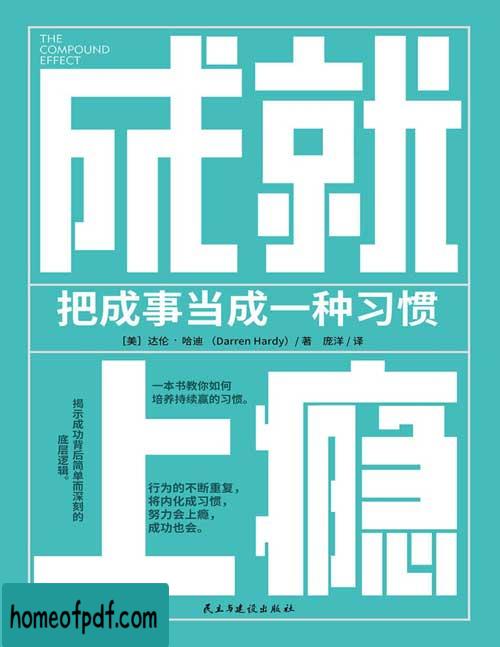 THE
COMPOUND
EFFECT
成就
把成事当成一种习惯
［美］达伦·哈迪 （Darren Hardy）/ 著 庞洋 / 译
上瘾
一本书教你如何
培养持续赢的习惯。
揭示成功背后简单而深刻的
底层逻辑。
行为的不断重复，
将内化成习惯，
努力会上瘾，
成功也会。
民主与建设出版社
homeofpdf.com